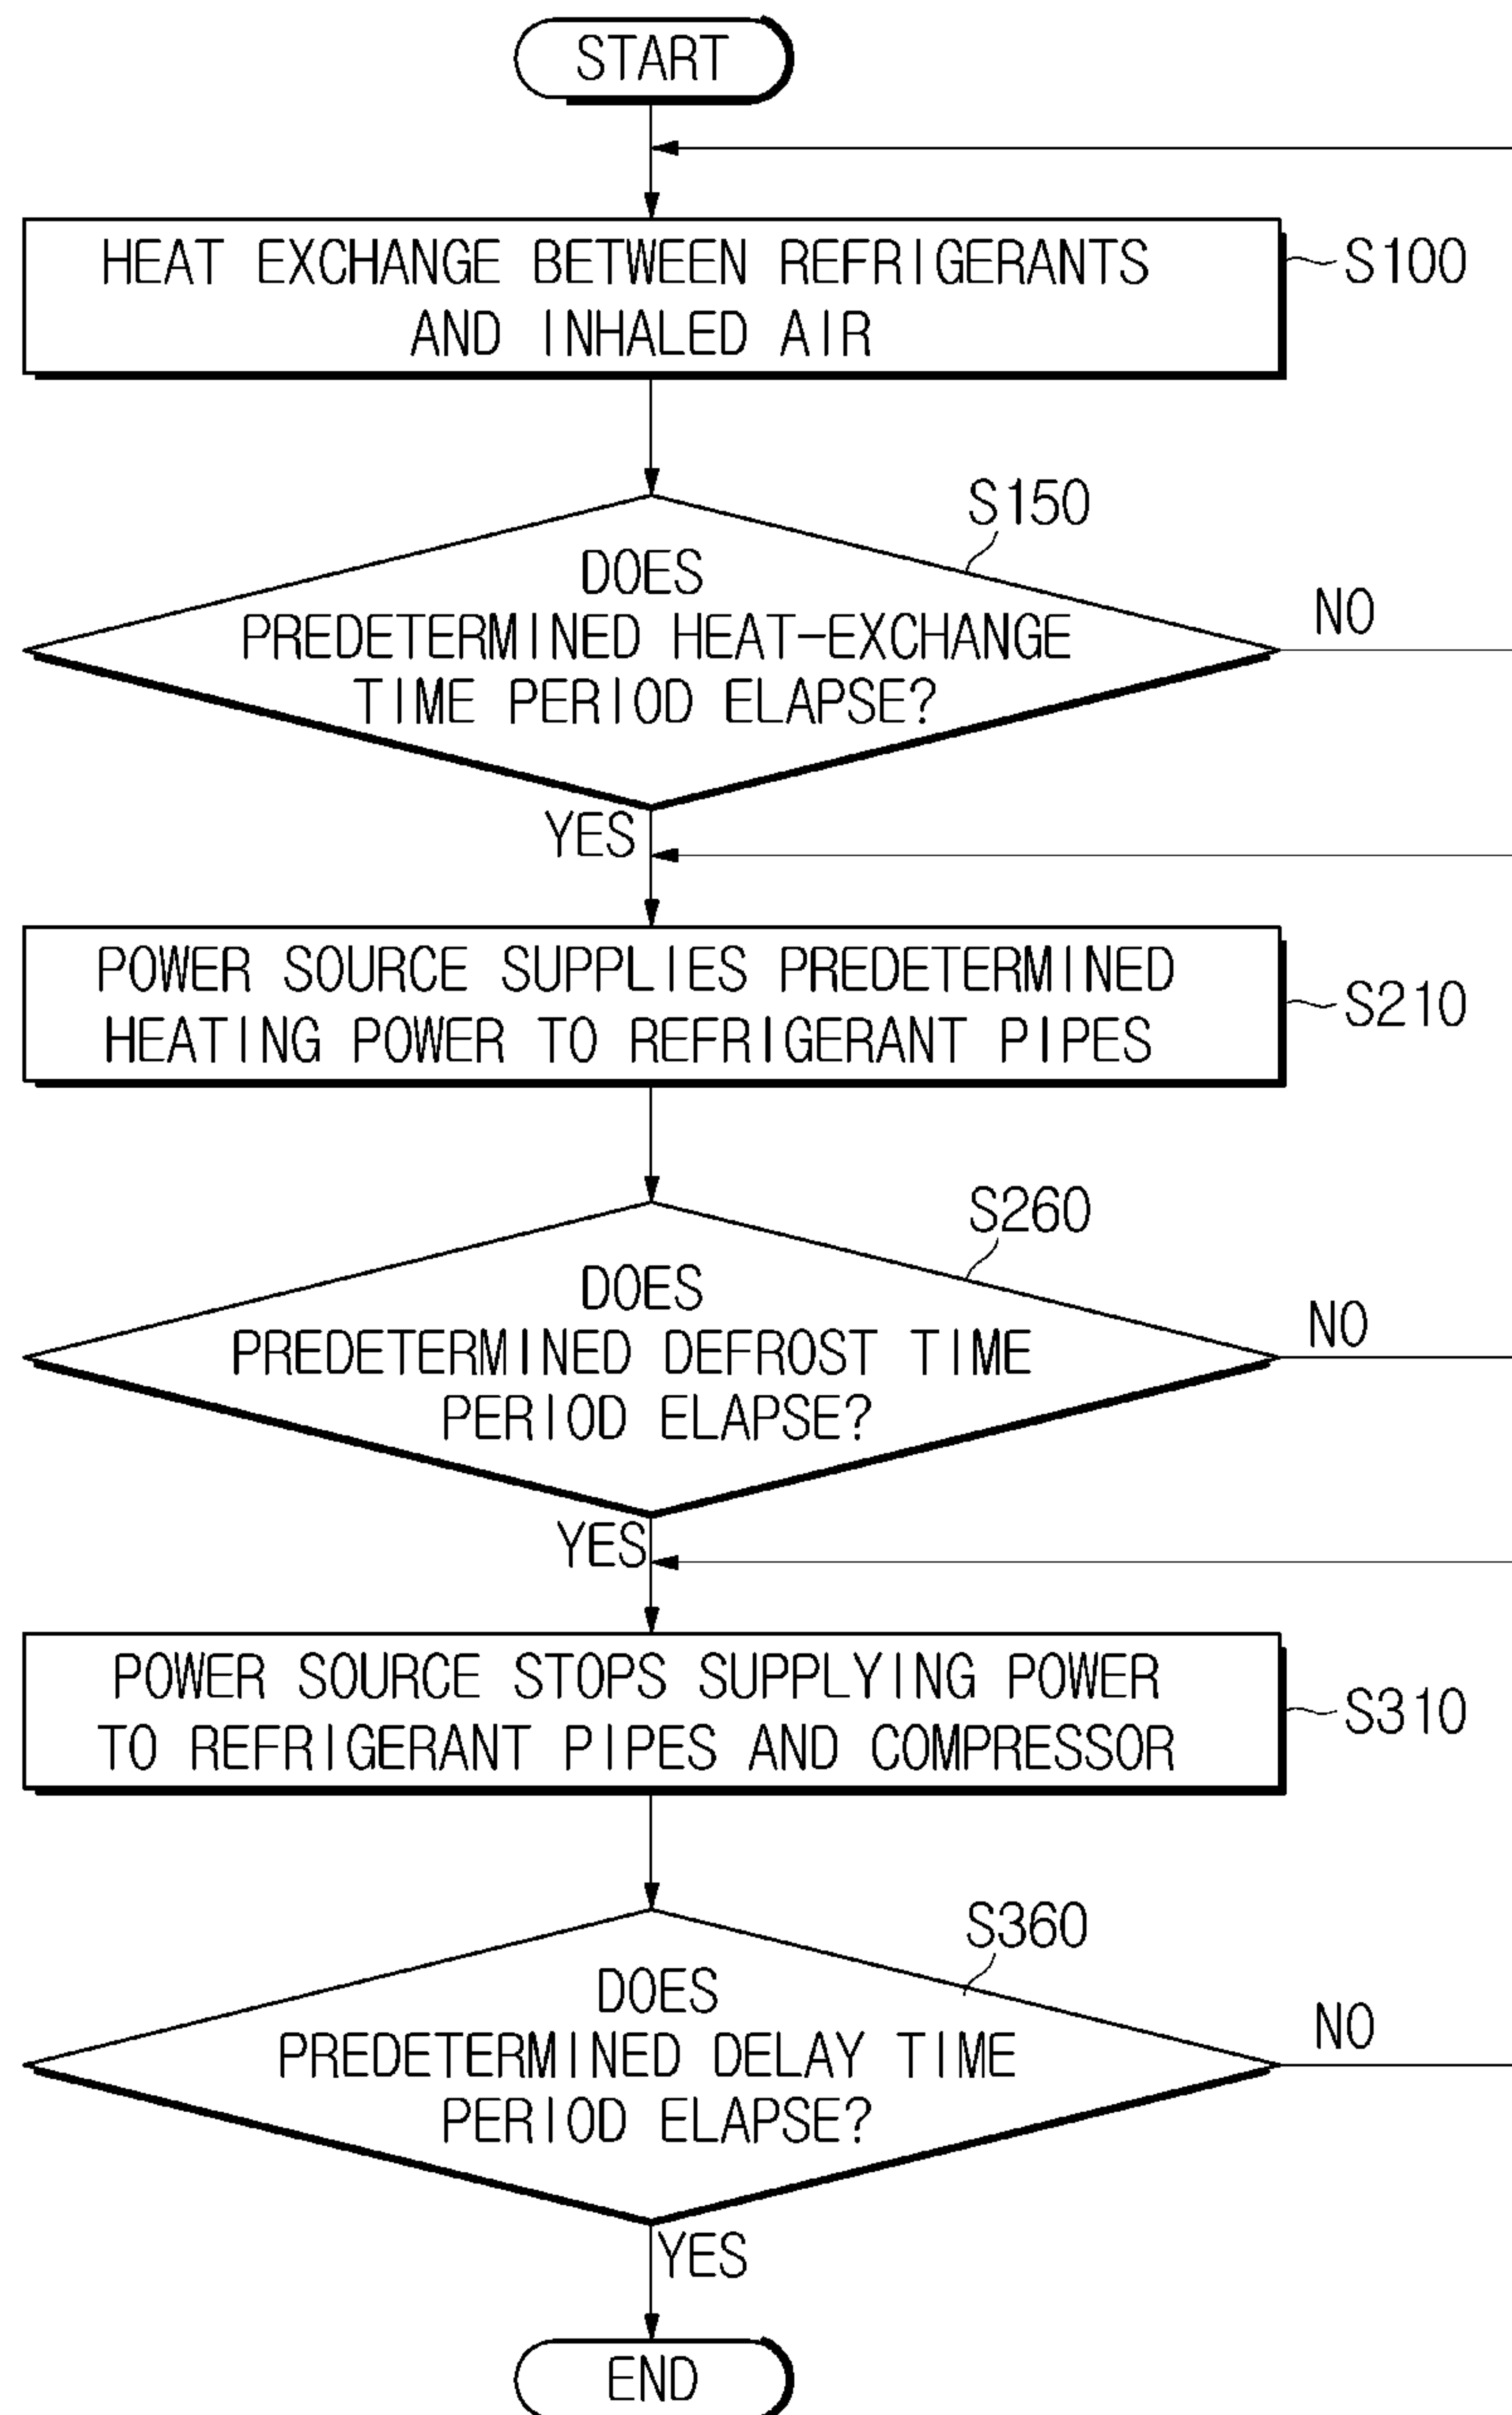 START
HEAT EXCHANGE BETWEEN REFRIGERANTS
AND INHALED AIR
S100
S150
DOES
PREDETERMINED HEAT-EXCHANGE
TIME PERIOD ELAPSE?
NO
YES
POWER SOURCE SUPPLIES PREDETERMINED
HEATING POWER TO REFRIGERANT PIPES
S210
S260
DOES
PREDETERMINED DEFROST TIME
PERIOD ELAPSE?
NO
YES
POWER SOURCE STOPS SUPPLYING POWER
TO REFRIGERANT PIPES AND COMPRESSOR
S310
S360
DOES
PREDETERMINED DELAY TIME
PERIOD ELAPSE?
NO
YES
END